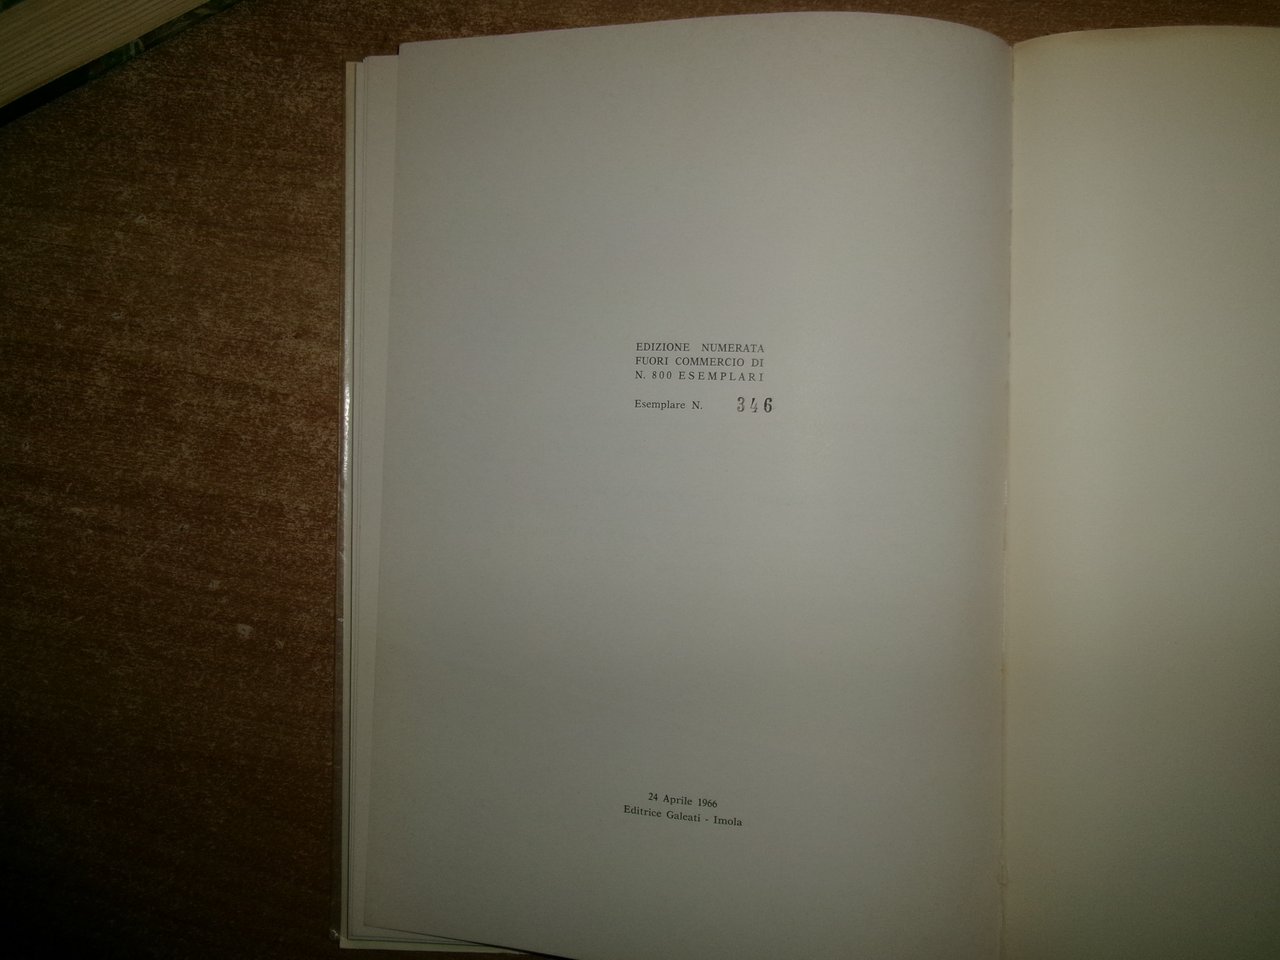 EDIZIONE NUMERATA
FUORI COMMERCIO DI
N. 800 ESEMPLARI
Esemplare N. 346
24 Aprile 1966
Editrice Galeati - Imola